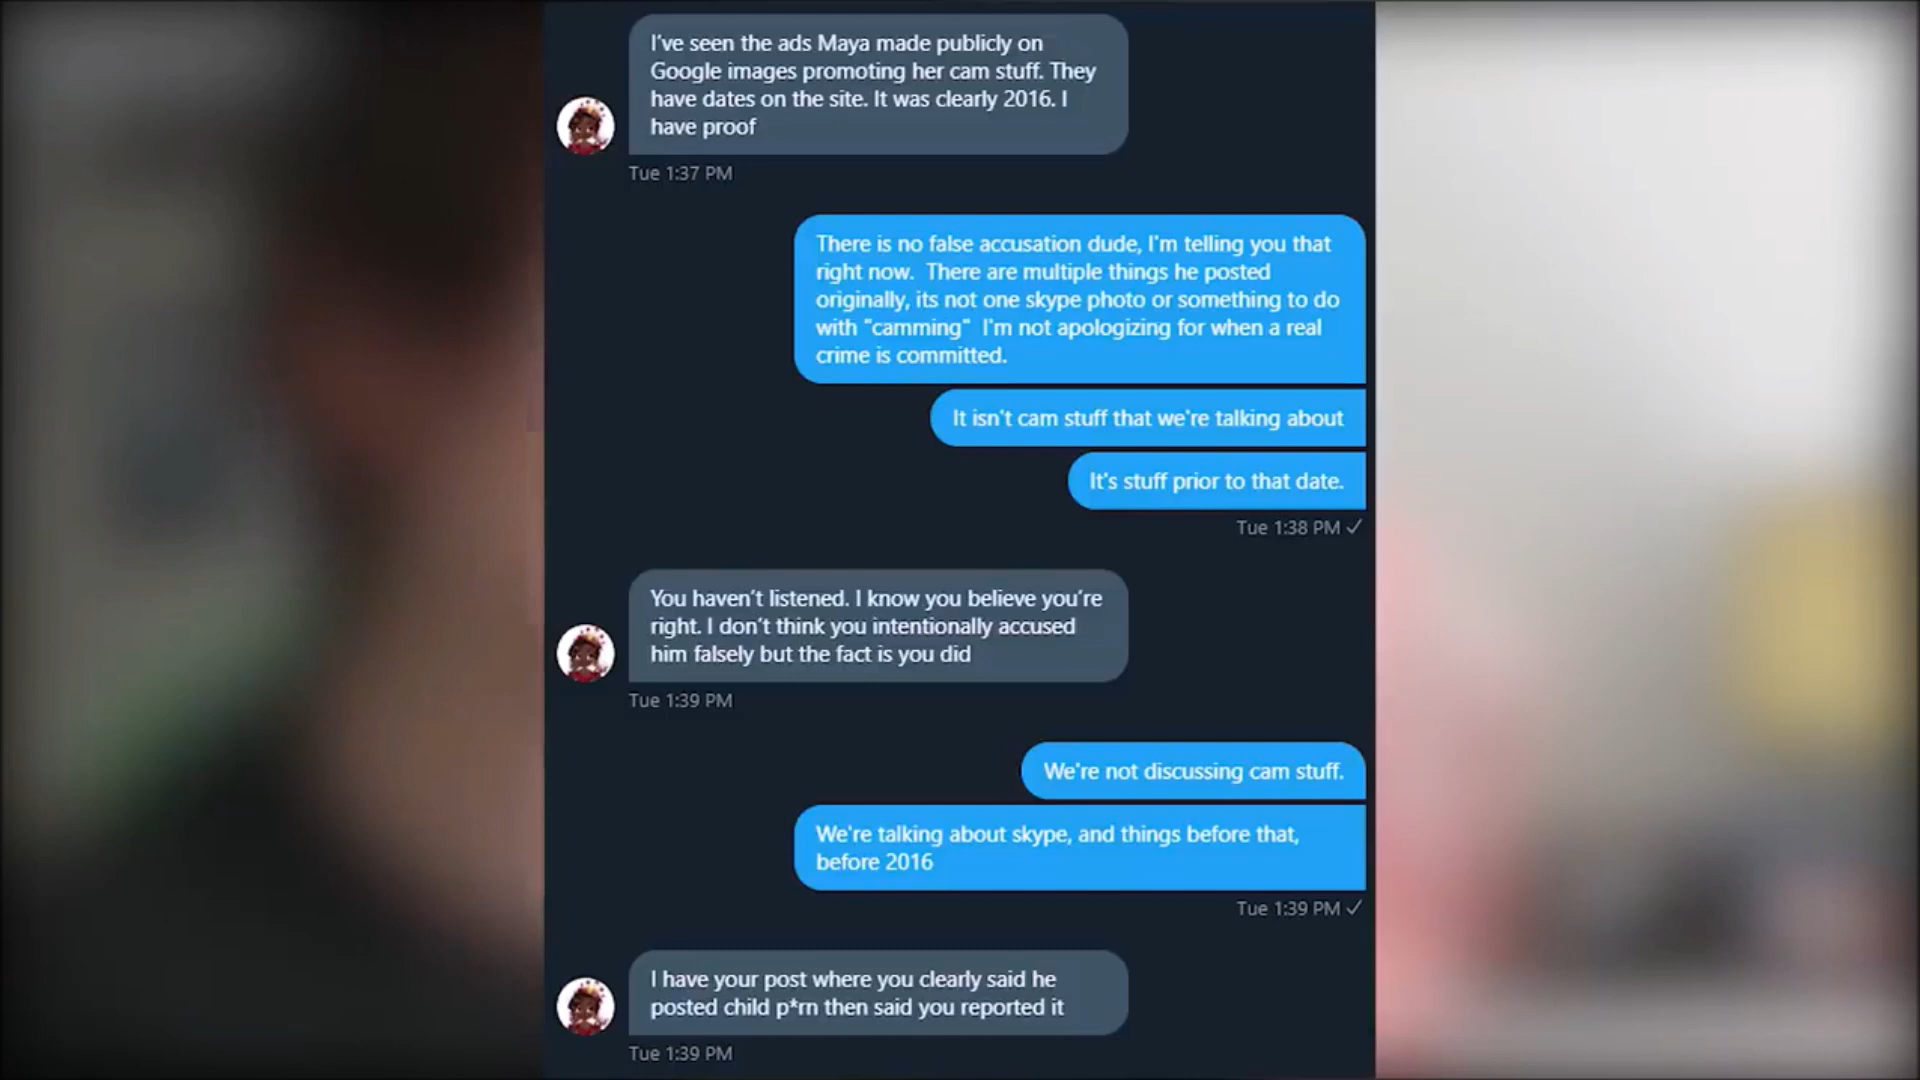 I've seen the ads Maya made publicly on
Google images promoting her cam stuff. They
have dates on the site. It was clearly 2016. I
have proof
Tue 1:37 PM
There is no false accusation dude, I'm telling you that
right now.  There are multiple things he posted
originally, its not one skype photo or something to do
with "camming"  I'm not apologizing for when a real
crime is committed.
It isn't cam stuff that we're talking about
It's stuff prior to that date.
Tue 1:38 PM
You haven't listened. I know you believe you're
right. I don't think you intentionally accused
him falsely but the fact is you did
Tue 1:39 PM
We're not discussing cam stuff.
We're talking about skype, and things before that,
before 2016
Tue 1:39 PM
I have your post where you clearly said he
posted child p*rn then said you reported it
Tue 1:39 PM